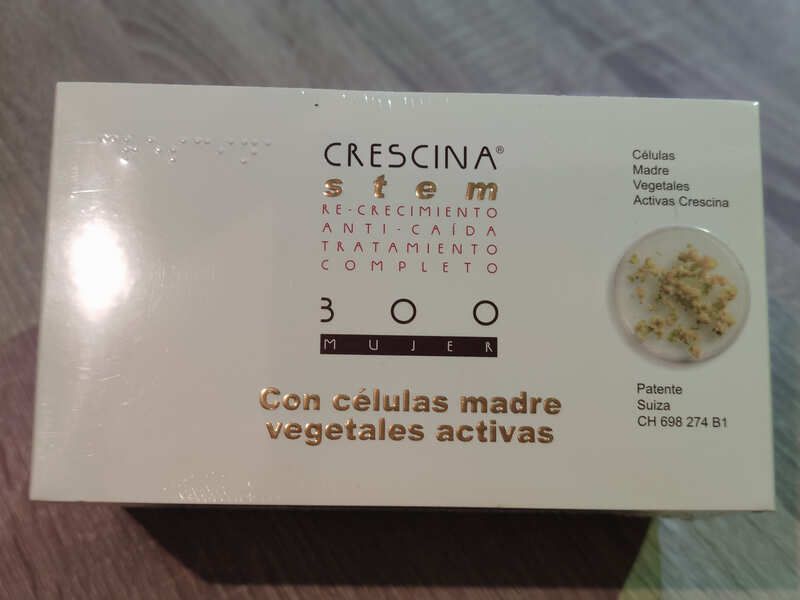 CRESCINA®
stem
RE-CRECIMIENTO
ANTI-CAÍDA
TRATAMIENTO
COMPLETO
300
MUJER
Con células madre
vegetales activas
Células
Madre
Vegetales
Activas Crescina
Patente
Suiza
CH 698 274 B1